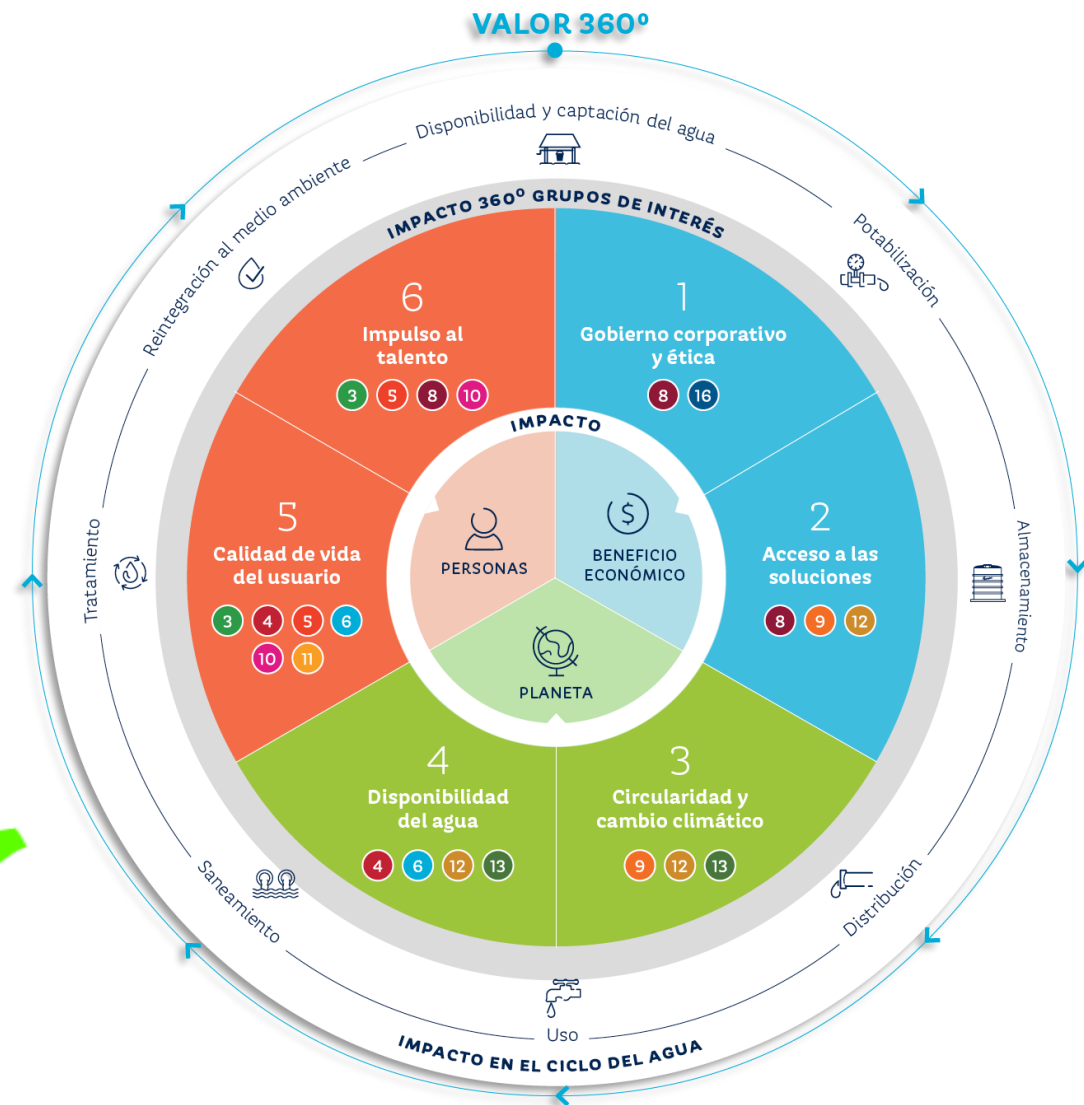 VALOR 360º
Disponibilidad y captación del agua
Potabilización
Almacenamiento
Distribución
Uso
Saneamiento
Tratamiento
Reintegración al medio ambiente
IMPACTO 360º GRUPOS DE INTERÉS
1
Gobierno corporativo
y ética
8 16
2
Acceso a las
soluciones
8 9 12
3
Circularidad y
cambio climático
9 12 13
4
Disponibilidad
del agua
4 6 12 13
5
Calidad de vida
del usuario
3 4 5 6
10 11
6
Impulso al
talento
3 5 8 10
IMPACTO
$
BENEFICIO
ECONÓMICO
PLANETA
PERSONAS
IMPACTO EN EL CICLO DEL AGUA